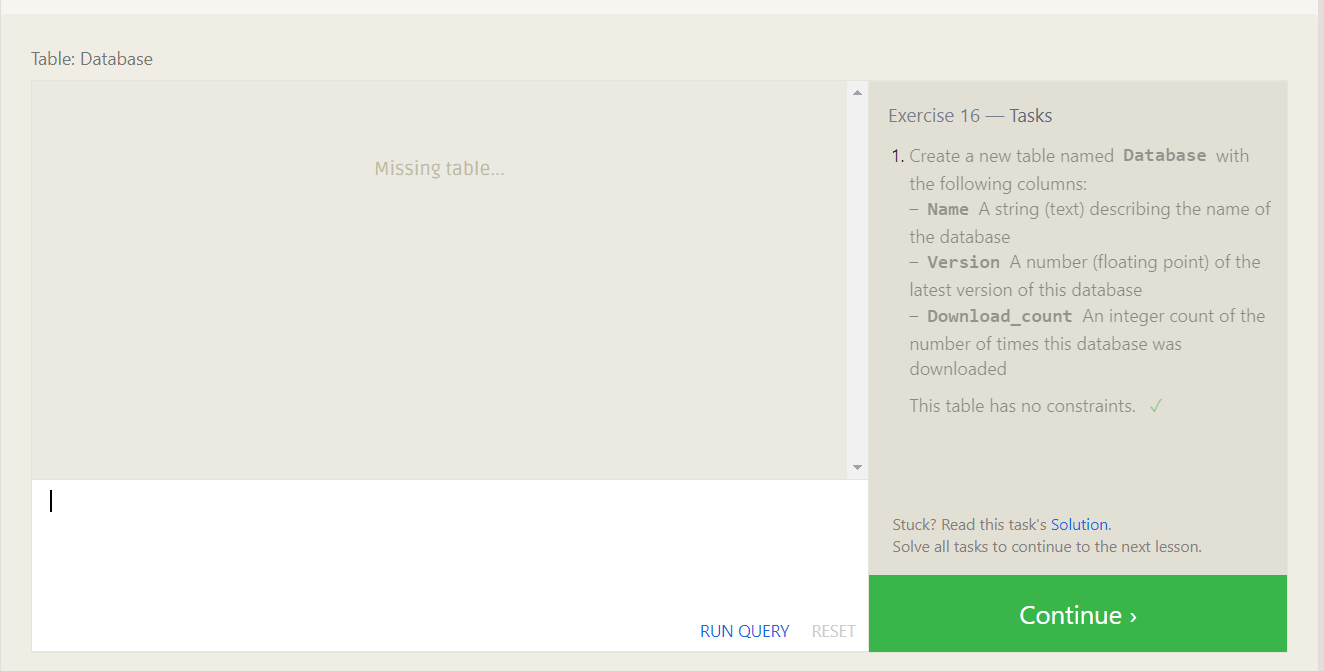 Table: Database
Missing table...
RUN QUERY RESET
Exercise 16 — Tasks
1. Create a new table named Database with
the following columns:
– Name A string (text) describing the name of
the database
– Version A number (floating point) of the
latest version of this database
– Download_count An integer count of the
number of times this database was
downloaded
This table has no constraints. ✓
Stuck? Read this task's Solution.
Solve all tasks to continue to the next lesson.
Continue ›